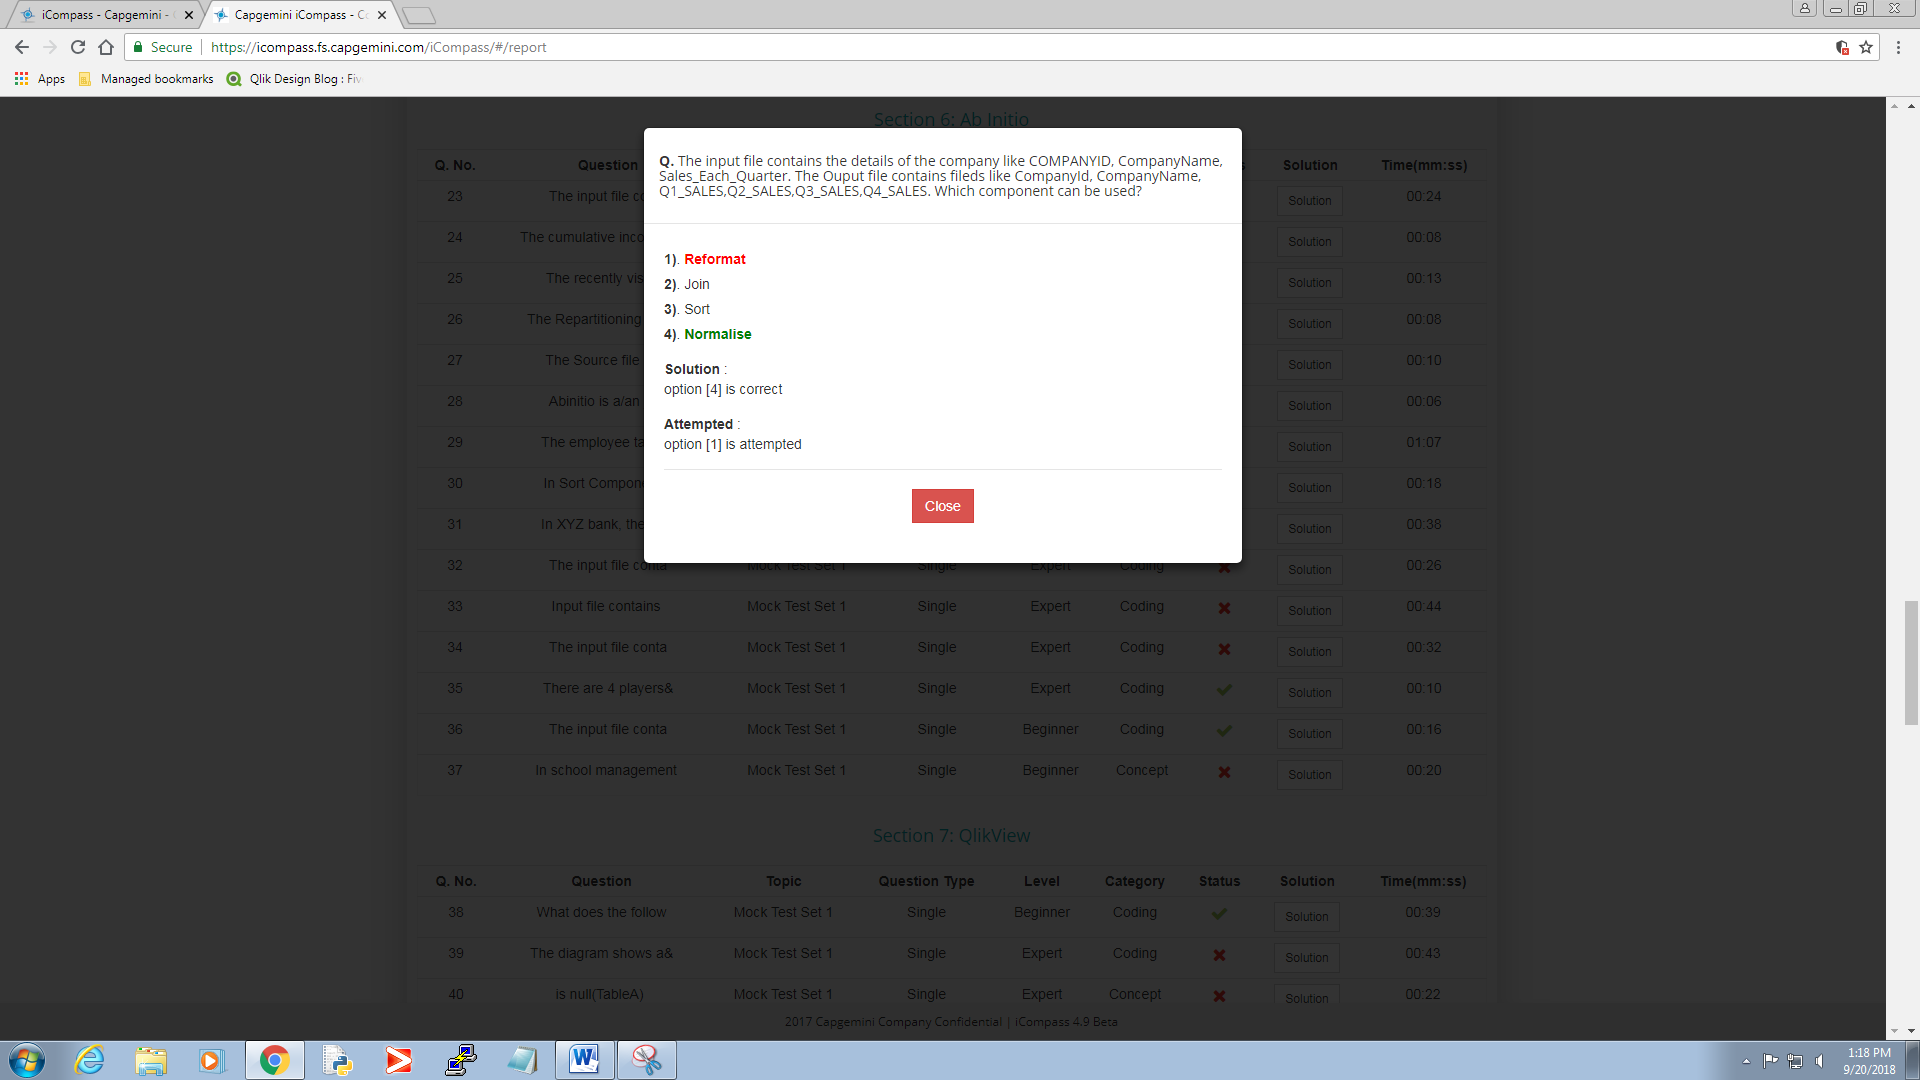 iCompass - Capgemini -
Capgemini iCompass - Co
Secure
https://icompass.fs.capgemini.com/iCompass/#/report
Apps
Managed bookmarks
Qlik Design Blog : Fiv
Section 6: Ab Initio
Q. No. Question Solution Time(mm:ss)
Q. The input file contains the details of the company like COMPANYID, CompanyName,
Sales_Each_Quarter. The Ouput file contains fileds like CompanyId, CompanyName,
Q1_SALES,Q2_SALES,Q3_SALES,Q4_SALES. Which component can be used?
1). Reformat
2). Join
3). Sort
4). Normalise
Solution :
option [4] is correct
Attempted :
option [1] is attempted
Close
23 The input file co Solution 00:24
24 The cumulative inco Solution 00:08
25 The recently vis Solution 00:13
26 The Repartitioning Solution 00:08
27 The Source file Solution 00:10
28 Abinitio is a/an Solution 00:06
29 The employee ta Solution 01:07
30 In Sort Compon Solution 00:18
31 In XYZ bank, the Solution 00:38
32 The input file conta Mock Test Set 1 Single Expert Coding Solution 00:26
33 Input file contains Mock Test Set 1 Single Expert Coding Solution 00:44
34 The input file conta Mock Test Set 1 Single Expert Coding Solution 00:32
35 There are 4 players& Mock Test Set 1 Single Expert Coding Solution 00:10
36 The input file conta Mock Test Set 1 Single Beginner Coding Solution 00:16
37 In school management Mock Test Set 1 Single Beginner Concept Solution 00:20
Section 7: QlikView
Q. No. Question Topic Question Type Level Category Status Solution Time(mm:ss)
38 What does the follow Mock Test Set 1 Single Beginner Coding Solution 00:39
39 The diagram shows a& Mock Test Set 1 Single Expert Coding Solution 00:43
40 is null(TableA) Mock Test Set 1 Single Expert Concept Solution 00:22
2017 Capgemini Company Confidential | iCompass 4.9 Beta
1:18 PM
9/20/2018